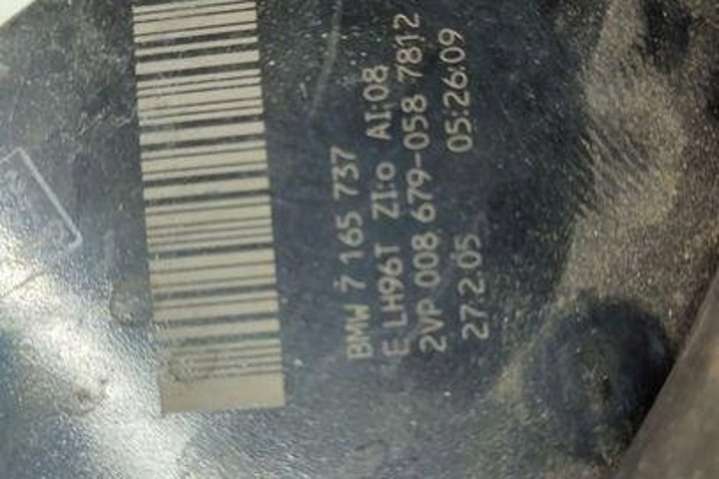 BMW 7 165 737
E LH96T ZI:0 AI:08
2VP 008 679-058 7812
27.2.05 05:26:09